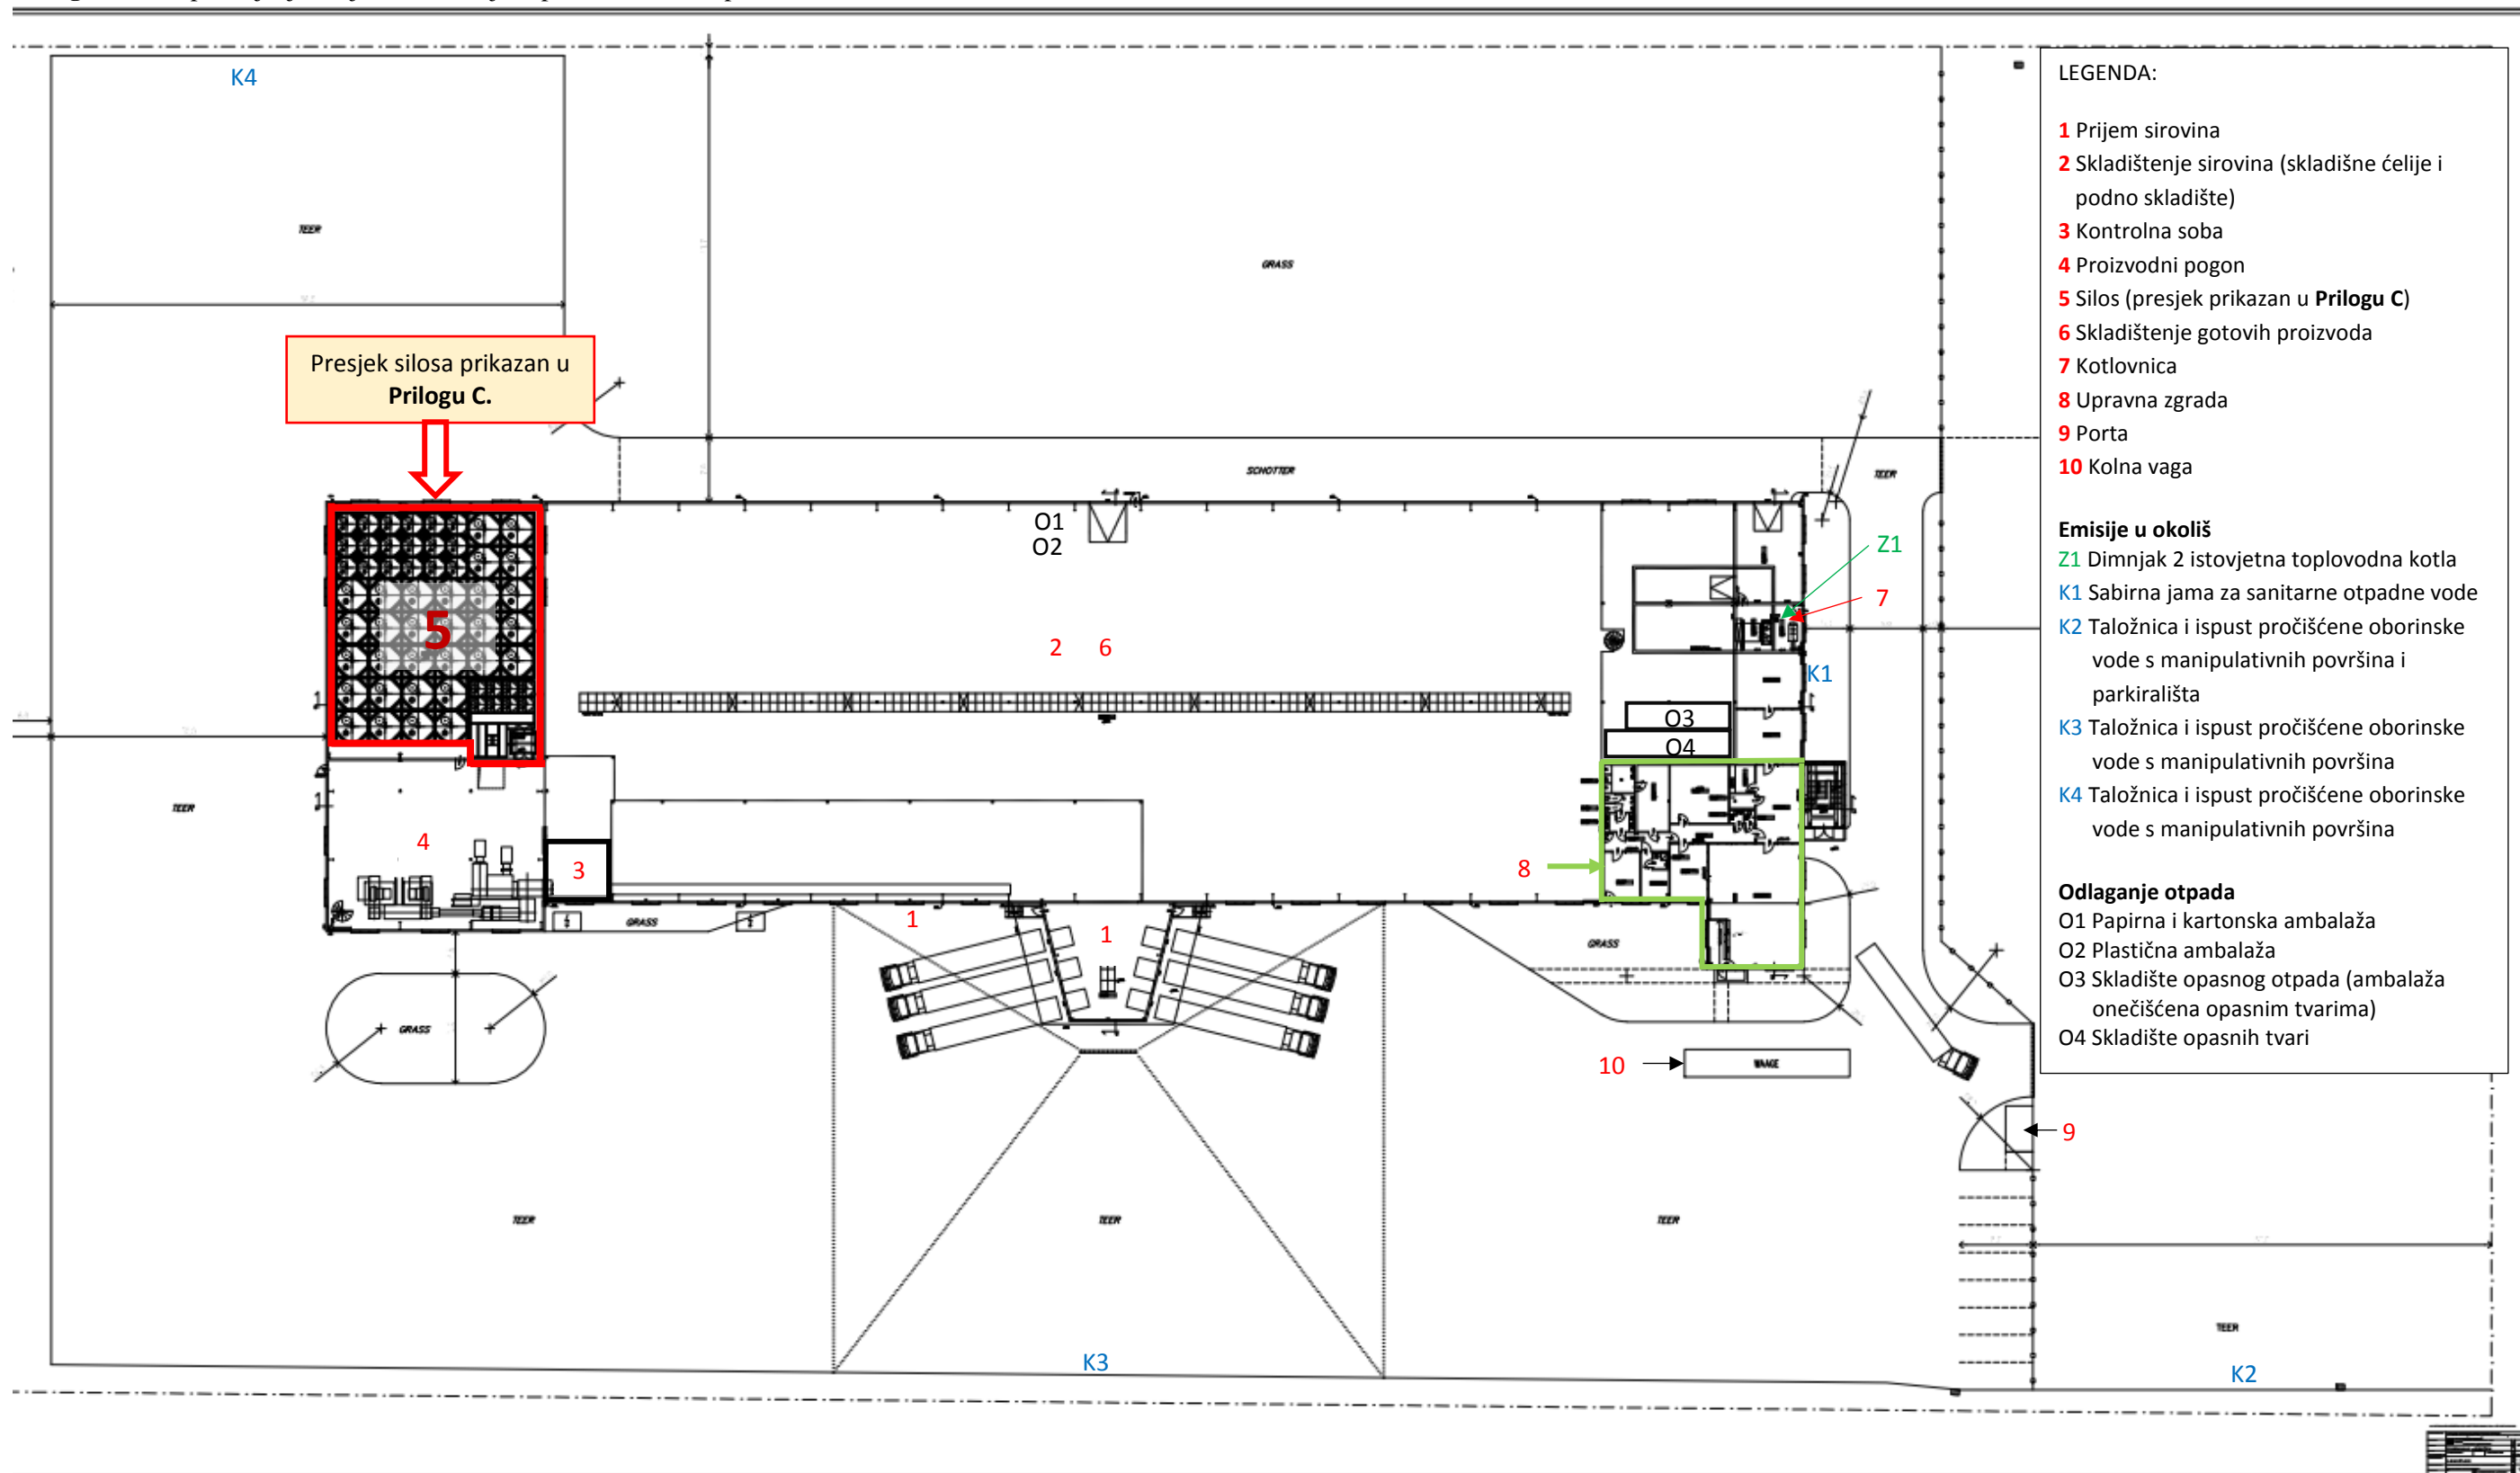 K4
TEER
GRASS
Presjek silosa prikazan u
Prilogu C.
SCHOTTER
TEER
O1
O2
Z1
5
7
2 6
K1
O3
O4
TEER
4
3
8
1
1
GRASS
GRASS
GRASS
10
WAAGE
9
TEER
TEER
TEER
TEER
K3
K2
LEGENDA:
1 Prijem sirovina
2 Skladištenje sirovina (skladišne ćelije i
podno skladište)
3 Kontrolna soba
4 Proizvodni pogon
5 Silos (presjek prikazan u Prilogu C)
6 Skladištenje gotovih proizvoda
7 Kotlovnica
8 Upravna zgrada
9 Porta
10 Kolna vaga
Emisije u okoliš
Z1 Dimnjak 2 istovjetna toplovodna kotla
K1 Sabirna jama za sanitarne otpadne vode
K2 Taložnica i ispust pročišćene oborinske
vode s manipulativnih površina i
parkirališta
K3 Taložnica i ispust pročišćene oborinske
vode s manipulativnih površina
K4 Taložnica i ispust pročišćene oborinske
vode s manipulativnih površina
Odlaganje otpada
O1 Papirna i kartonska ambalaža
O2 Plastična ambalaža
O3 Skladište opasnog otpada (ambalaža
onečišćena opasnim tvarima)
O4 Skladište opasnih tvari